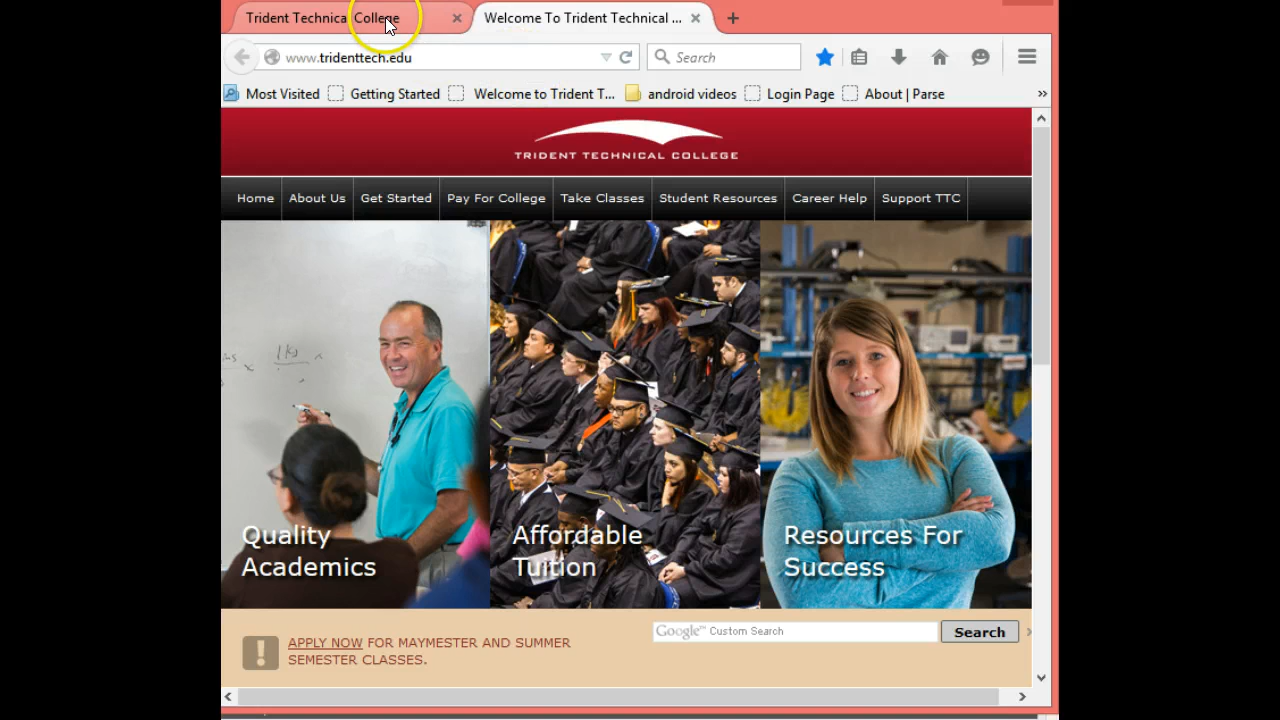 Trident Technical College
Welcome To Trident Technical ...
www.tridenttech.edu
Search
Most Visited
Getting Started
Welcome to Trident T...
android videos
Login Page
About | Parse
TRIDENT TECHNICAL COLLEGE
Home
About Us
Get Started
Pay For College
Take Classes
Student Resources
Career Help
Support TTC
Quality
Academics
Affordable
Tuition
Resources For
Success
APPLY NOW FOR MAYMESTER AND SUMMER
SEMESTER CLASSES.
Google™ Custom Search
Search